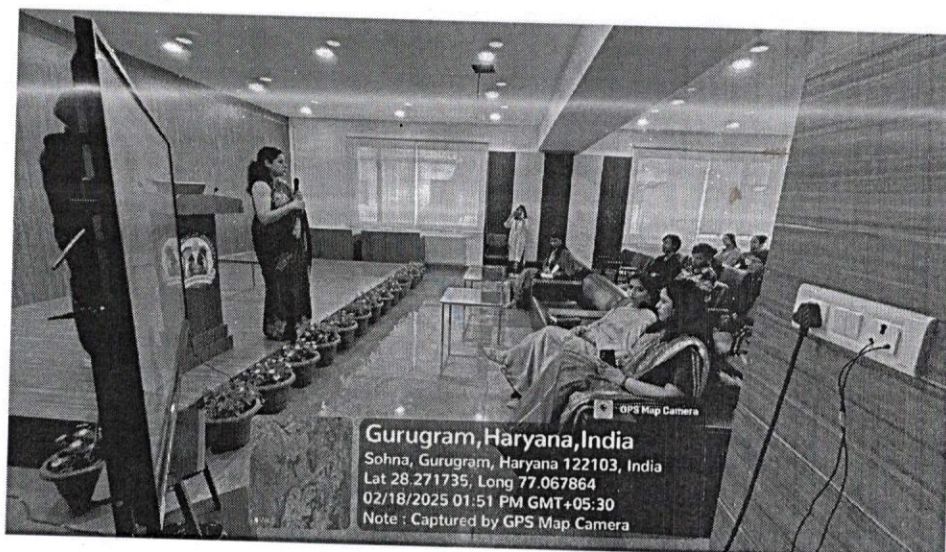 GPS Map Camera
Gurugram,Haryana,India
Sohna, Gurugram, Haryana 122103, India
Lat 28.271735, Long 77.067864
02/18/2025 01:51 PM GMT+05:30
Note : Captured by GPS Map Camera